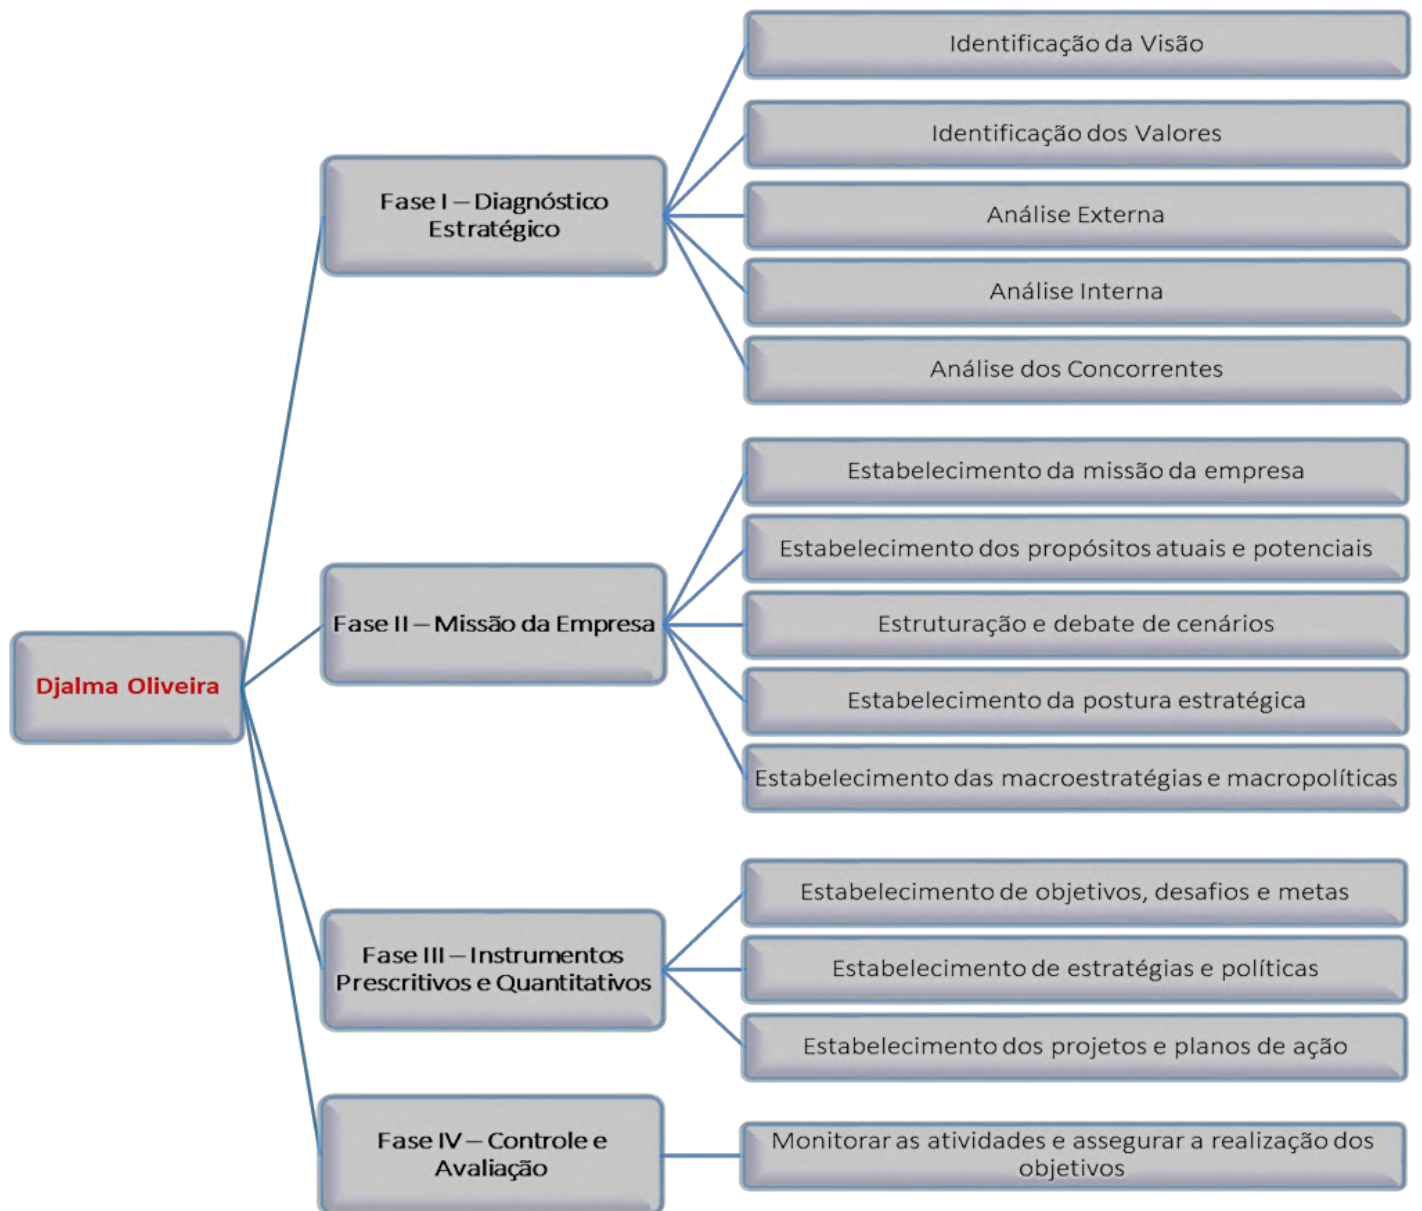 Identificação da Visão
Identificação dos Valores
Fase I – Diagnóstico
Estratégico
Análise Externa
Análise Interna
Análise dos Concorrentes
Estabelecimento da missão da empresa
Estabelecimento dos propósitos atuais e potenciais
Fase II – Missão da Empresa
Estruturação e debate de cenários
Djalma Oliveira
Estabelecimento da postura estratégica
Estabelecimento das macroestratégias e macropolíticas
Estabelecimento de objetivos, desafios e metas
Fase III – Instrumentos
Prescritivos e Quantitativos
Estabelecimento de estratégias e políticas
Estabelecimento dos projetos e planos de ação
Fase IV – Controle e
Avaliação
Monitorar as atividades e assegurar a realização dos
objetivos